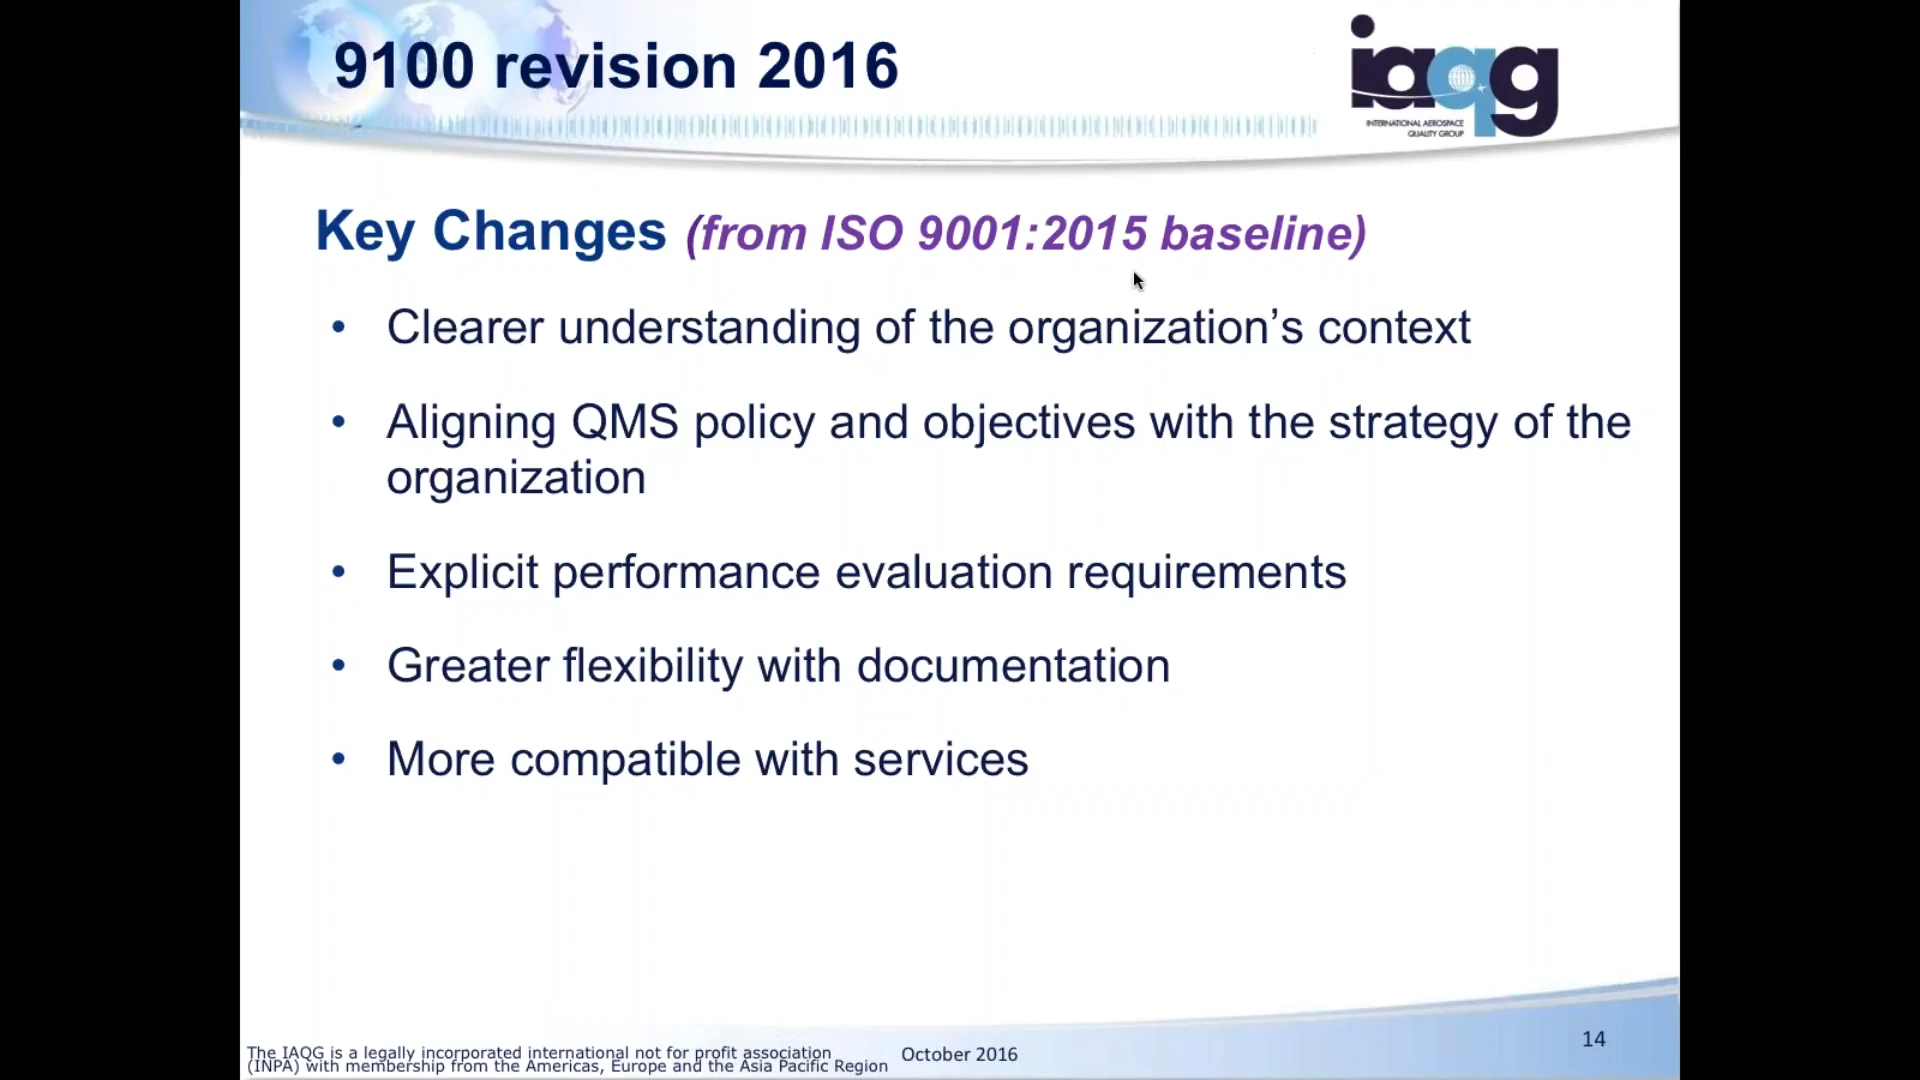 9100 revision 2016
iaqg
INTERNATIONAL AEROSPACE
QUALITY GROUP
Key Changes (from ISO 9001:2015 baseline)
• Clearer understanding of the organization’s context
• Aligning QMS policy and objectives with the strategy of the
organization
• Explicit performance evaluation requirements
• Greater flexibility with documentation
• More compatible with services
The IAQG is a legally incorporated international not for profit association
(INPA) with membership from the Americas, Europe and the Asia Pacific Region
October 2016
14